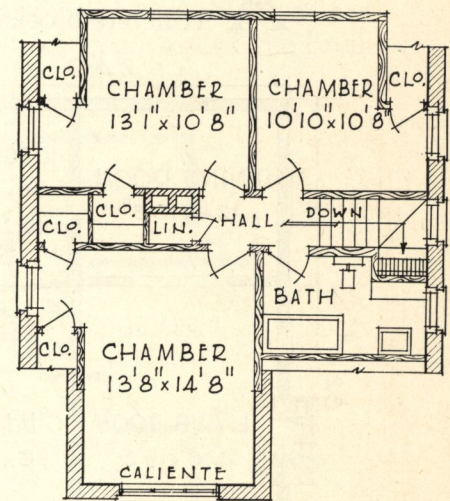 CLO.
CHAMBER
13'1"x10'8"
CHAMBER
10'10"x10'8"
CLO.
CLO.
CLO.
LIN.
HALL
DOWN
BATH
CLO.
CHAMBER
13'8"x14'8"
CALIENTE